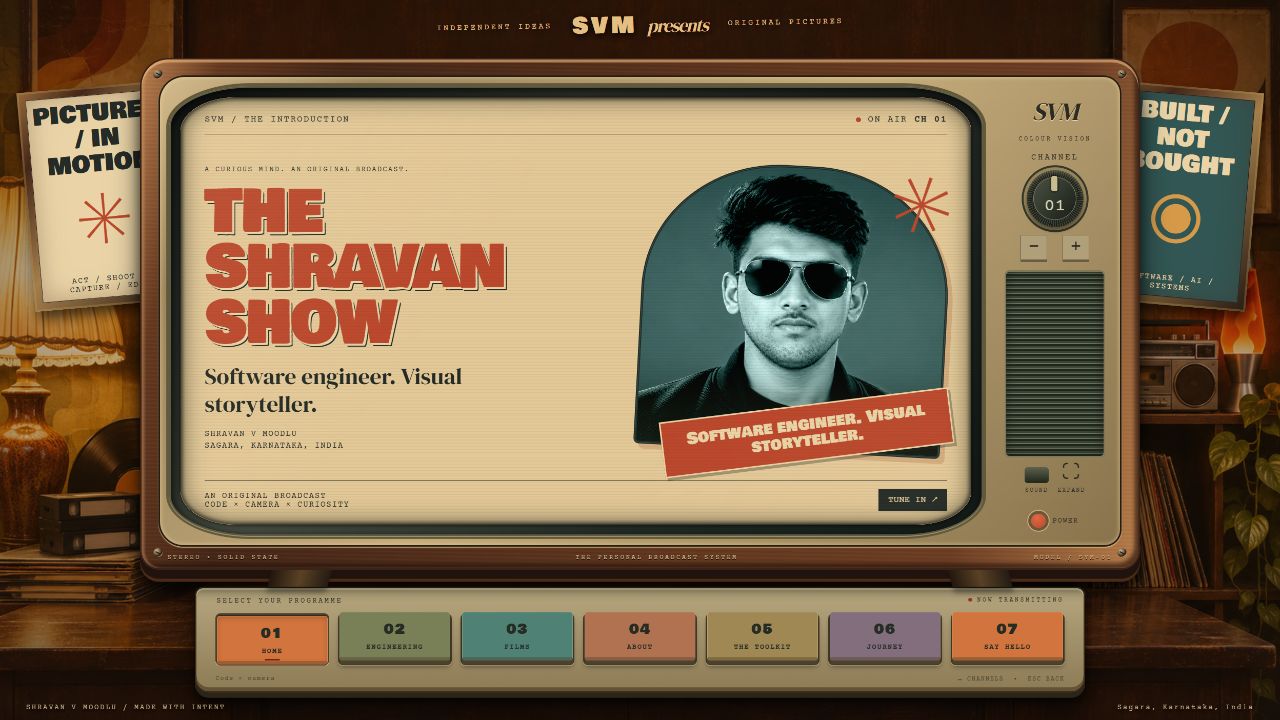 INDEPENDENT IDEAS
SVM presents
ORIGINAL PICTURES
PICTURE
/ IN
MOTION
ACT / SHOOT
CAPTURE / ED
BUILT /
NOT
BOUGHT
FTWARE / AI /
SYSTEMS
SVM / THE INTRODUCTION
ON AIR CH 01
A CURIOUS MIND. AN ORIGINAL BROADCAST.
THE
SHRAVAN
SHOW
Software engineer. Visual
storyteller.
SHRAVAN V MOODLU
SAGARA, KARNATAKA, INDIA
SOFTWARE ENGINEER. VISUAL
STORYTELLER.
AN ORIGINAL BROADCAST
CODE × CAMERA × CURIOSITY
TUNE IN ↗
SVM
COLOUR VISION
CHANNEL
01
− +
SOUND EXPAND
POWER
STEREO • SOLID STATE
THE PERSONAL BROADCAST SYSTEM
MODEL / SVM-01
SELECT YOUR PROGRAMME
NOW TRANSMITTING
01
HOME
02
ENGINEERING
03
FILMS
04
ABOUT
05
THE TOOLKIT
06
JOURNEY
07
SAY HELLO
Code × camera
↔ CHANNELS • ESC BACK
SHRAVAN V MOODLU / MADE WITH INTENT
Sagara, Karnataka, India